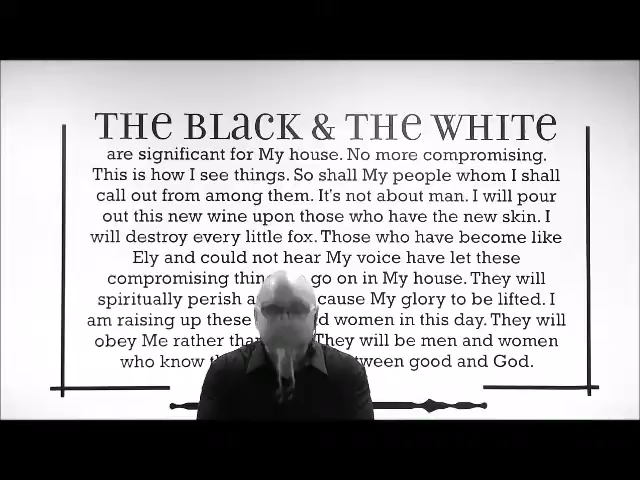 THE BLACK & THE WHITE
are significant for My house. No more compromising.
This is how I see things. So shall My people whom I shall
call out from among them. It's not about man. I will pour
out this new wine upon those who have the new skin. I
will destroy every little fox. Those who have become like
Ely and could not hear My voice have let these
compromising go on in My house. They will
spiritually perish cause My glory to be lifted. I
am raising up these women in this day. They will
obey Me rather They will be men and women
who know between good and God.